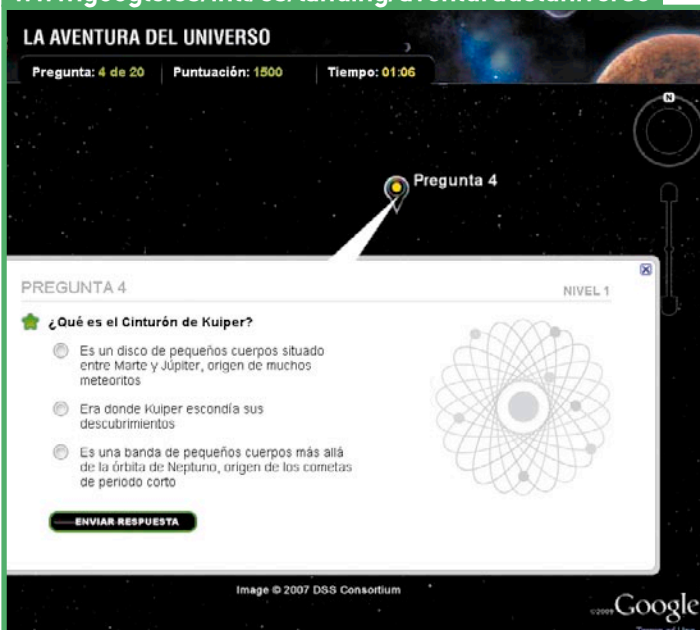 LA AVENTURA DEL UNIVERSO
Pregunta: 4 de 20 Puntuación: 1500 Tiempo: 01:06
N
Pregunta 4
PREGUNTA 4 NIVEL 1
¿Qué es el Cinturón de Kuiper?
Es un disco de pequeños cuerpos situado
entre Marte y Júpiter, origen de muchos
meteoritos
Era donde Kuiper escondía sus
descubrimientos
Es una banda de pequeños cuerpos más allá
de la órbita de Neptuno, origen de los cometas
de periodo corto
ENVIAR RESPUESTA
Image © 2007 DSS Consortium
©2009 Google